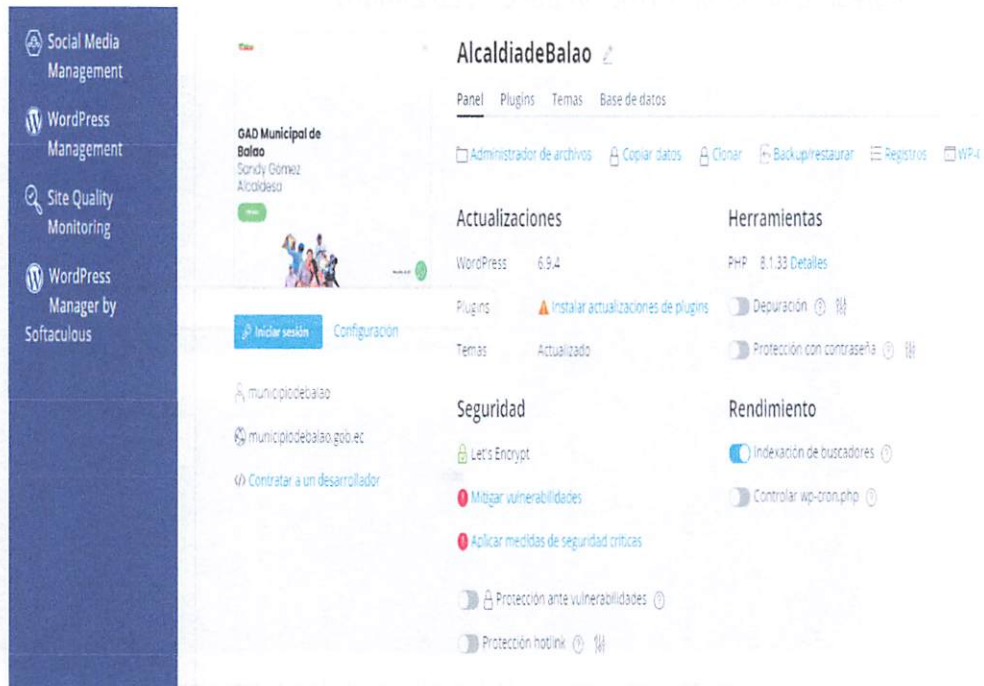 Social Media
Management
WordPress
Management
Site Quality
Monitoring
WordPress
Manager by
Softaculous
GAD Municipal de
Balao
Sandy Gómez
Alcaldesa
Iniciar sesión
Configuración
municipiodebalao
municipiodebalao.gob.ec
Contratar a un desarrollador
AlcaldiadeBalao
Panel Plugins Temas Base de datos
Administrador de archivos Copiar datos Clonar Backup/restaurar Registros
Actualizaciones
WordPress 6.9.4
Plugins Instalar actualizaciones de plugins
Temas Actualizado
Herramientas
PHP 8.1.33 Detalles
Depuración
Protección con contraseña
Seguridad
Let's Encrypt
Mitigar vulnerabilidades
Aplicar medidas de seguridad críticas
Protección ante vulnerabilidades
Protección hotlink
Rendimiento
Indexación de buscadores
Controlar wp-cron.php